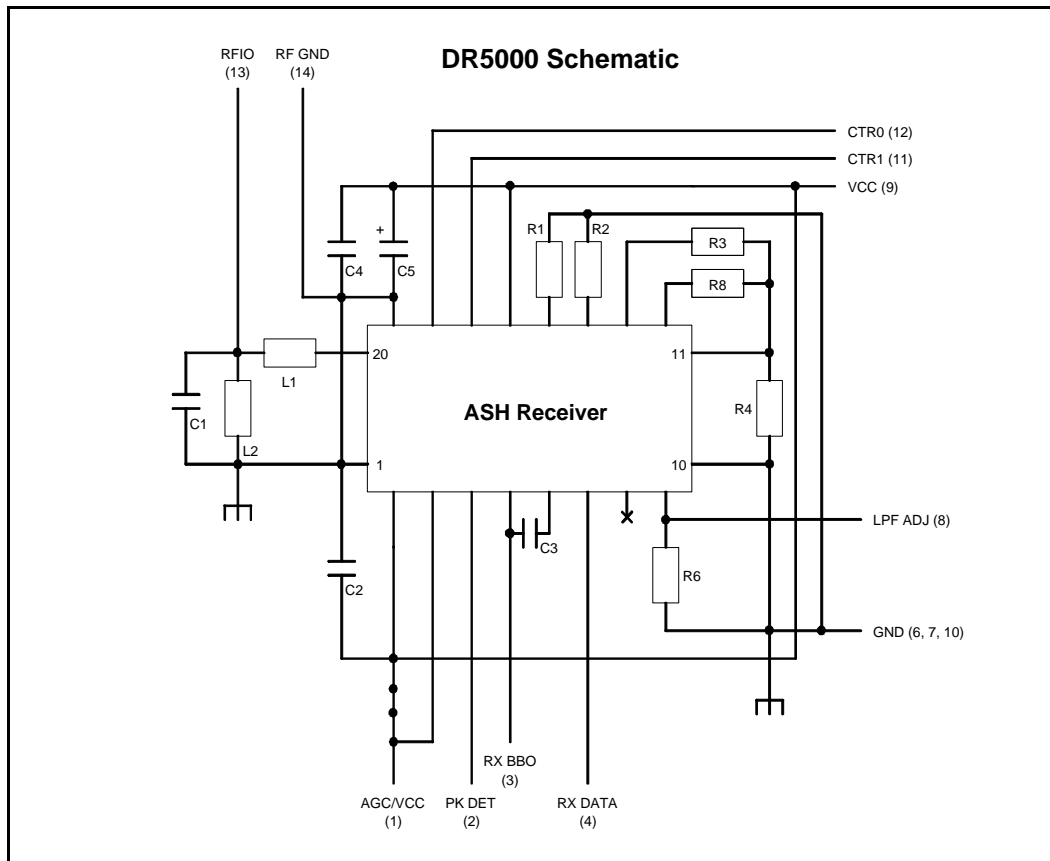 RFIO
(13)
RF GND
(14)
DR5000 Schematic
CTR0 (12)
CTR1 (11)
VCC (9)
R1
R2
R3
+
C4
C5
R8
20
11
L1
C1
ASH Receiver
R4
L2
1
10
C3
LPF ADJ (8)
C2
R6
GND (6, 7, 10)
RX BBO
(3)
AGC/VCC
(1)
PK DET
(2)
RX DATA
(4)